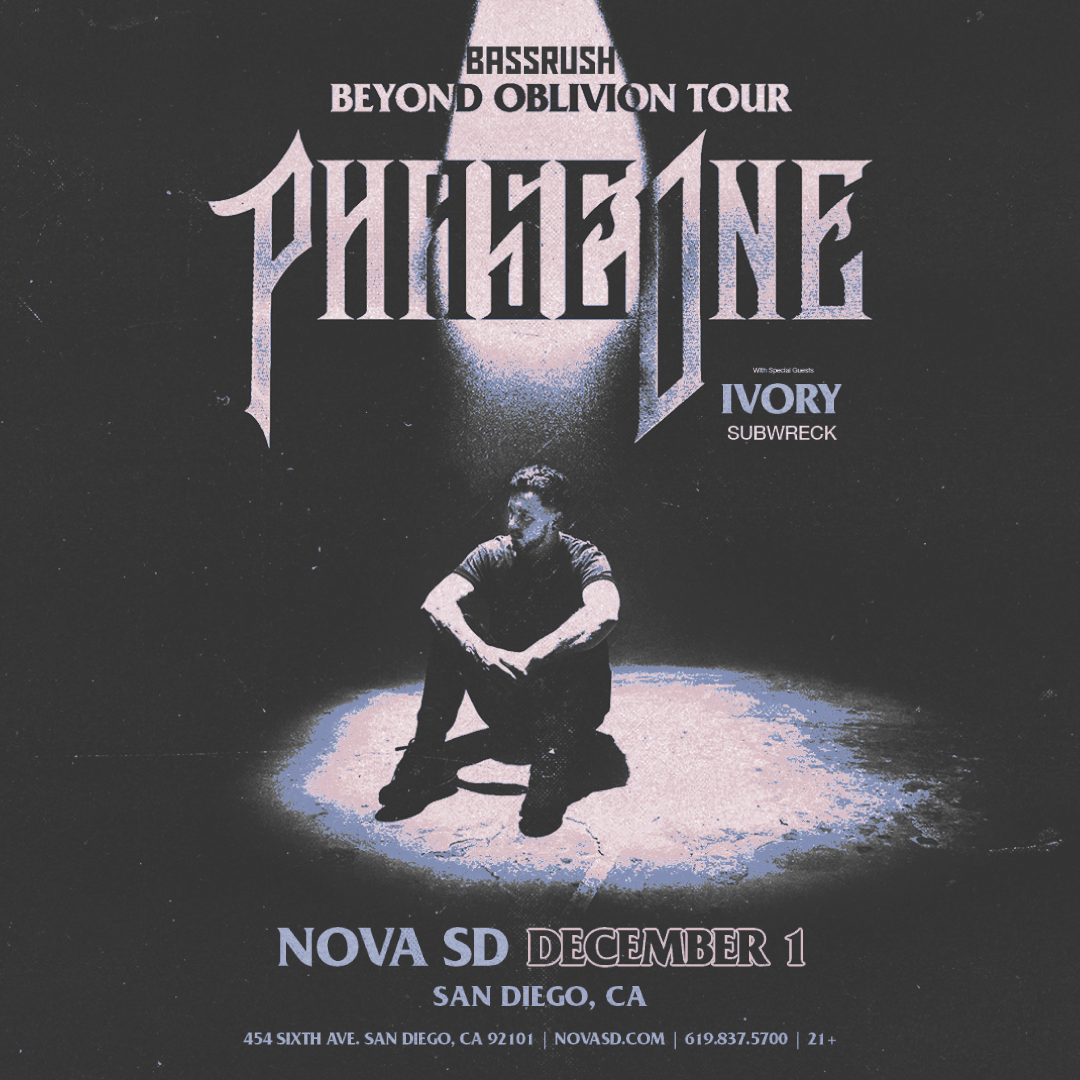 BASSRUSH
BEYOND OBLIVION TOUR
PHASEONE
With Special Guests
IVORY
SUBWRECK
NOVA SD DECEMBER 1
SAN DIEGO, CA
454 SIXTH AVE. SAN DIEGO, CA 92101 | NOVASD.COM | 619.837.5700 | 21+